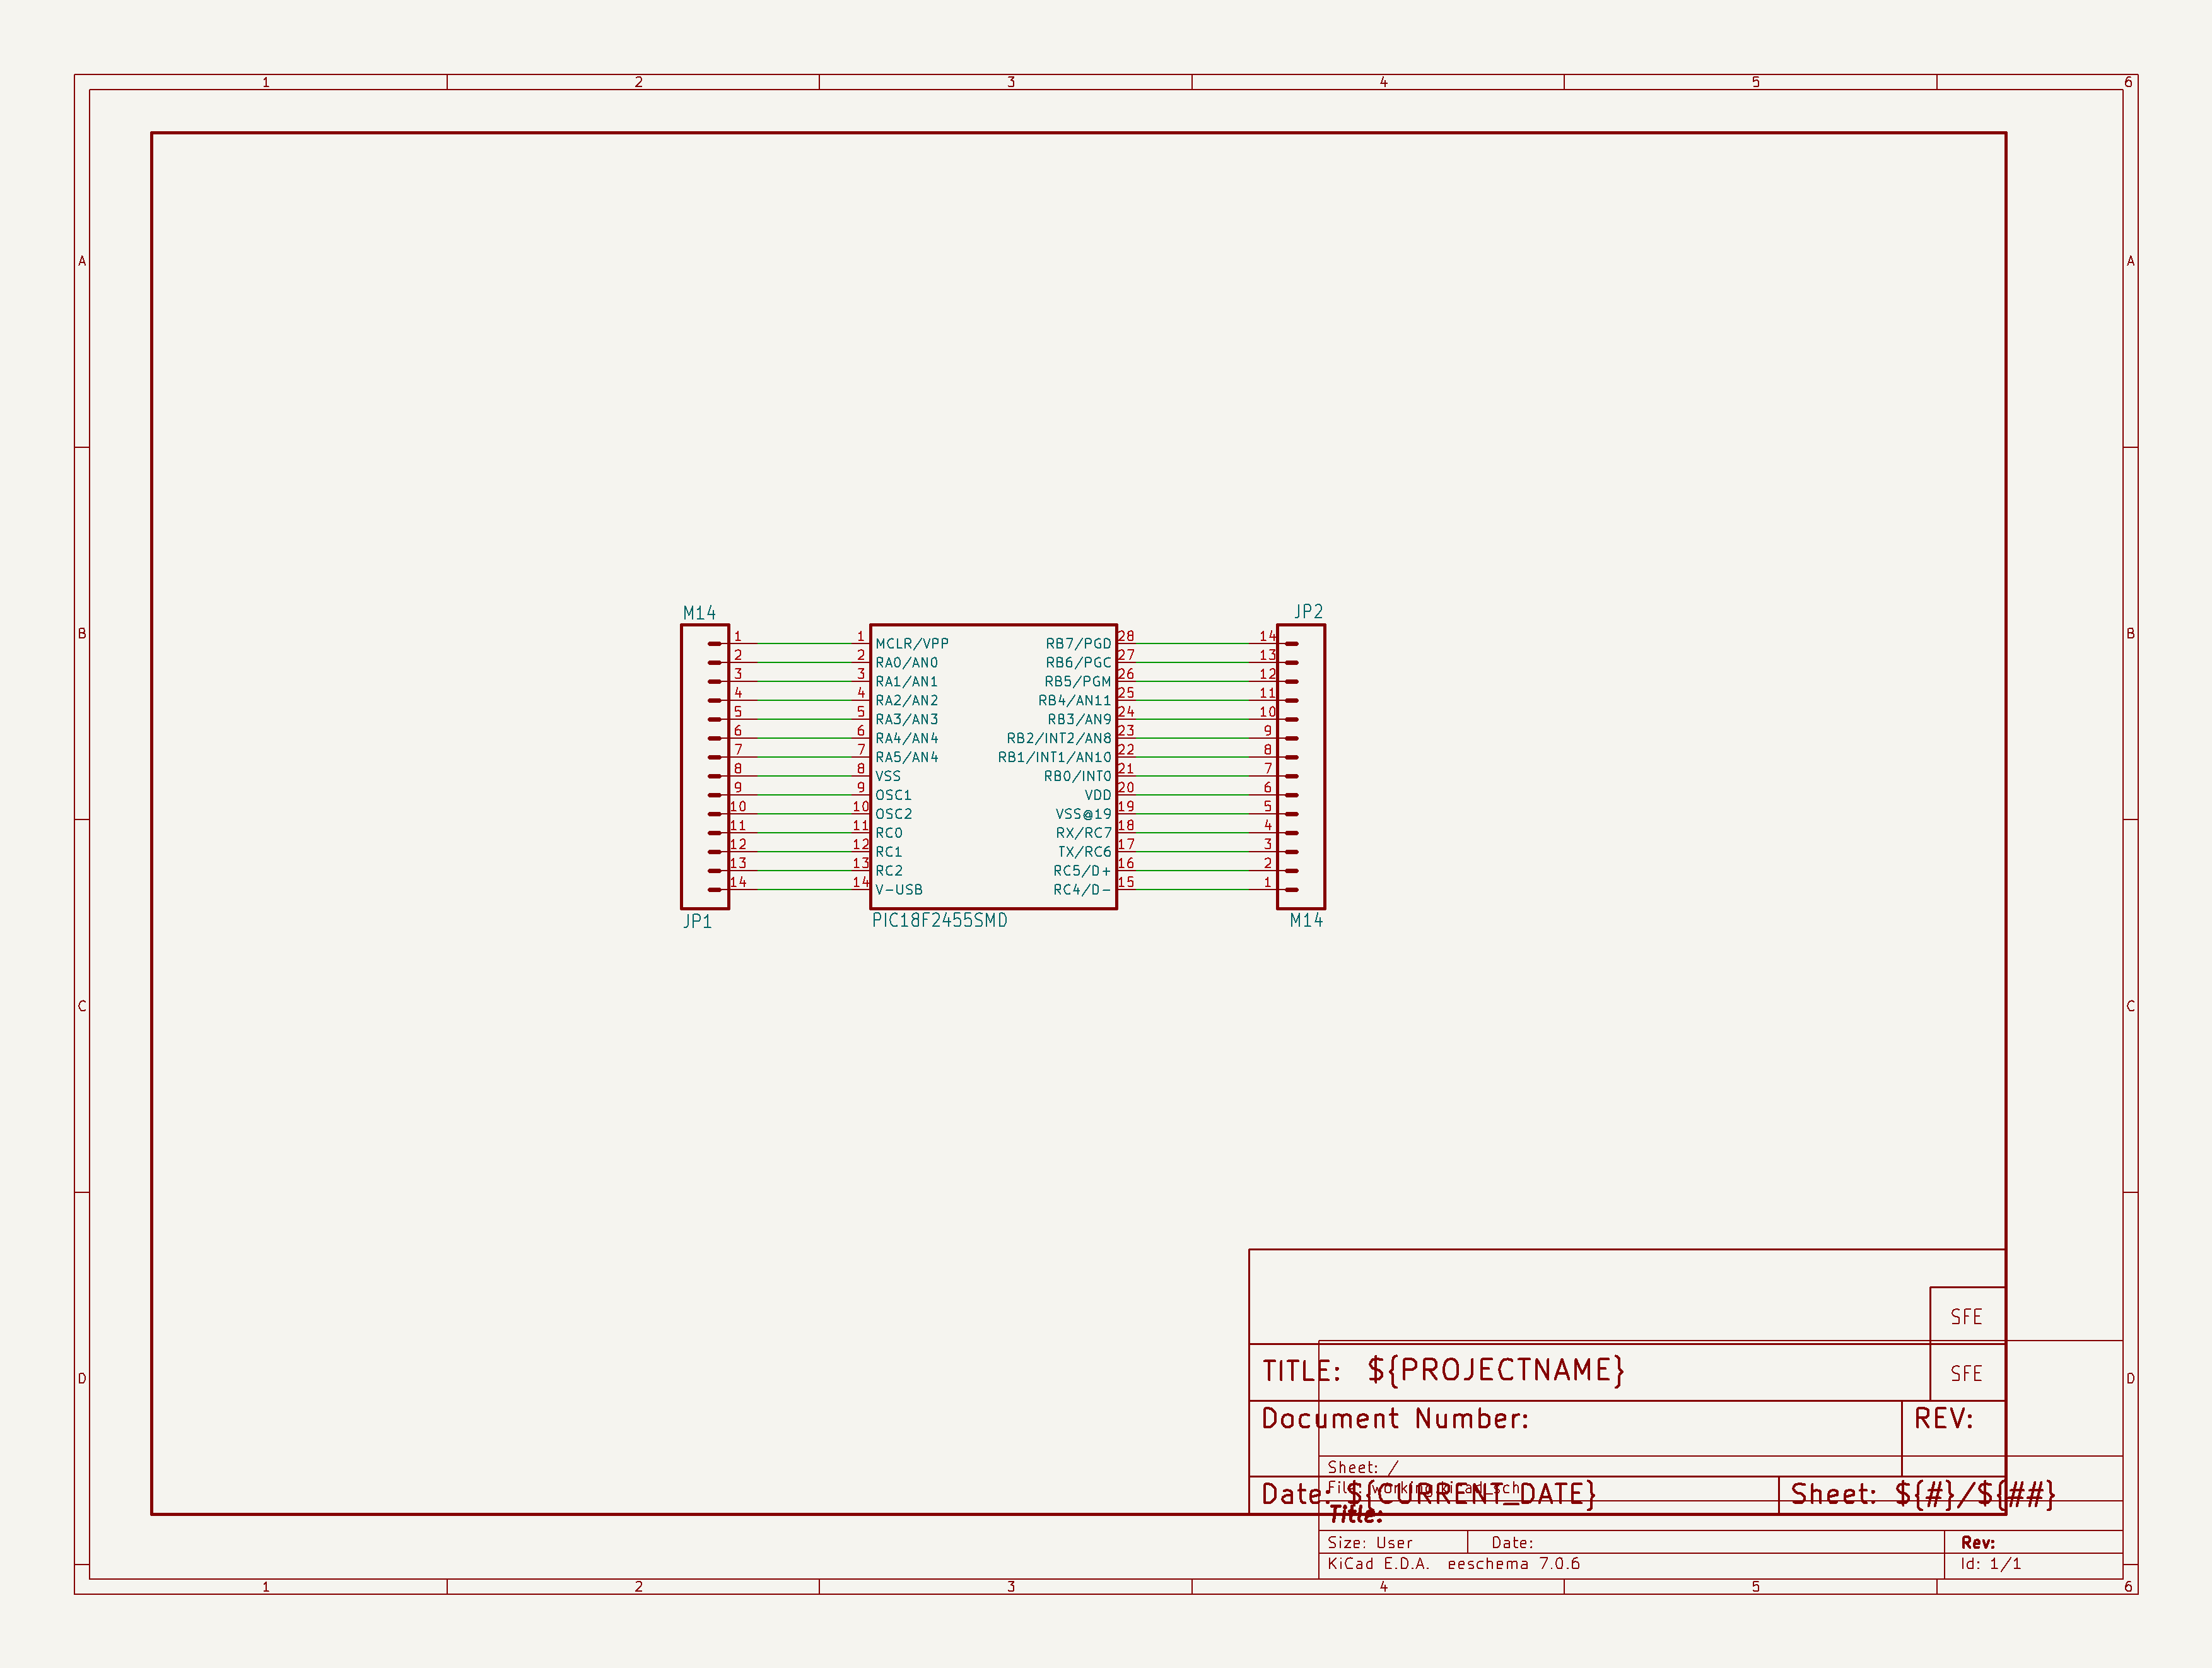 1 2 3 4 5 6
A A
B B
C C
D D
M14
JP1
1 1 MCLR/VPP
2 2 RA0/AN0
3 3 RA1/AN1
4 4 RA2/AN2
5 5 RA3/AN3
6 6 RA4/AN4
7 7 RA5/AN4
8 8 VSS
9 9 OSC1
10 10 OSC2
11 11 RC0
12 12 RC1
13 13 RC2
14 14 V-USB
PIC18F2455SMD
JP2
RB7/PGD 28 14
RB6/PGC 27 13
RB5/PGM 26 12
RB4/AN11 25 11
RB3/AN9 24 10
RB2/INT2/AN8 23 9
RB1/INT1/AN10 22 8
RB0/INT0 21 7
VDD 20 6
VSS@19 19 5
RX/RC7 18 4
TX/RC6 17 3
RC5/D+ 16 2
RC4/D- 15 1
M14
SFE
TITLE: ${PROJECTNAME}
SFE
Document Number:
REV:
Sheet: /
File: working.kicad_sch
Date: ${CURRENT_DATE}
Sheet: ${#}/${##}
Title:
Size: User Date: Rev:
KiCad E.D.A. eeschema 7.0.6 Id: 1/1
1 2 3 4 5 6